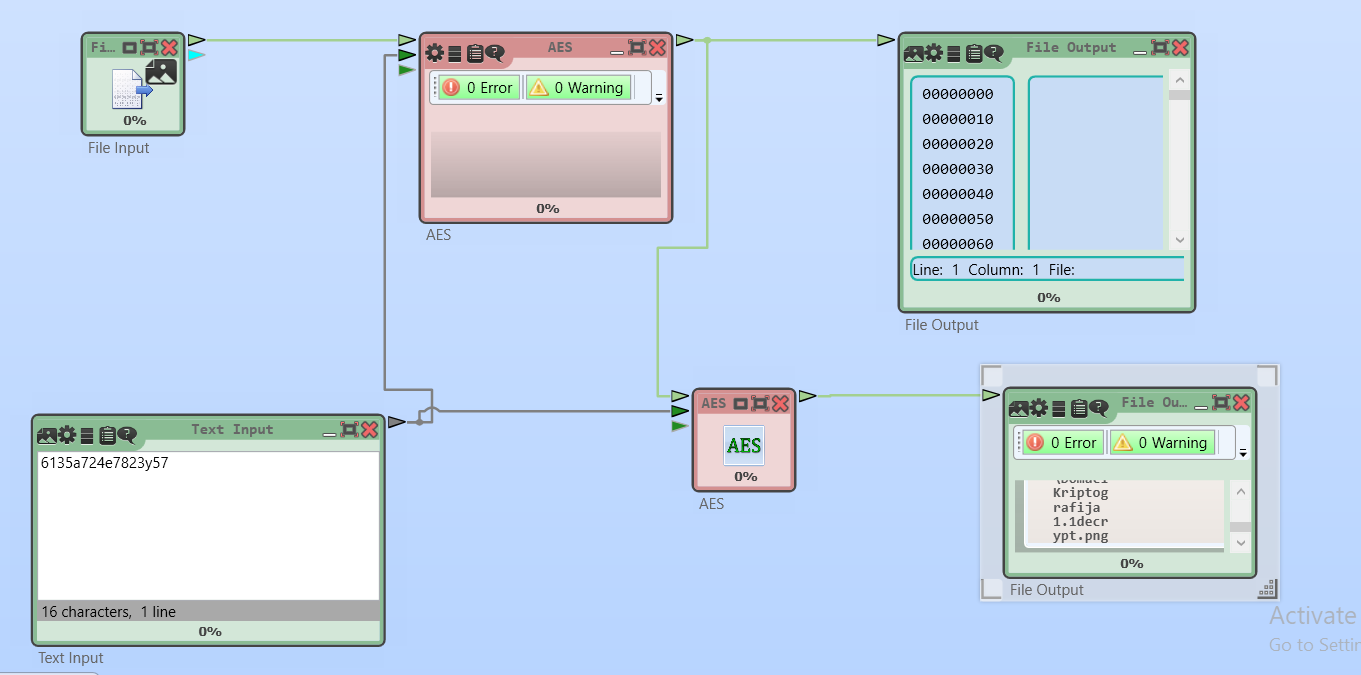 Fi...
0%
File Input
AES
0 Error
0 Warning
0%
AES
File Output
00000000
00000010
00000020
00000030
00000040
00000050
00000060
Line: 1 Column: 1 File:
0%
File Output
Text Input
6135a724e7823y57
16 characters, 1 line
0%
Text Input
AES
AES
0%
AES
File Ou...
0 Error
0 Warning
Kriptog
rafija
1.1decr
ypt.png
0%
File Output
Activate
Go to Settin